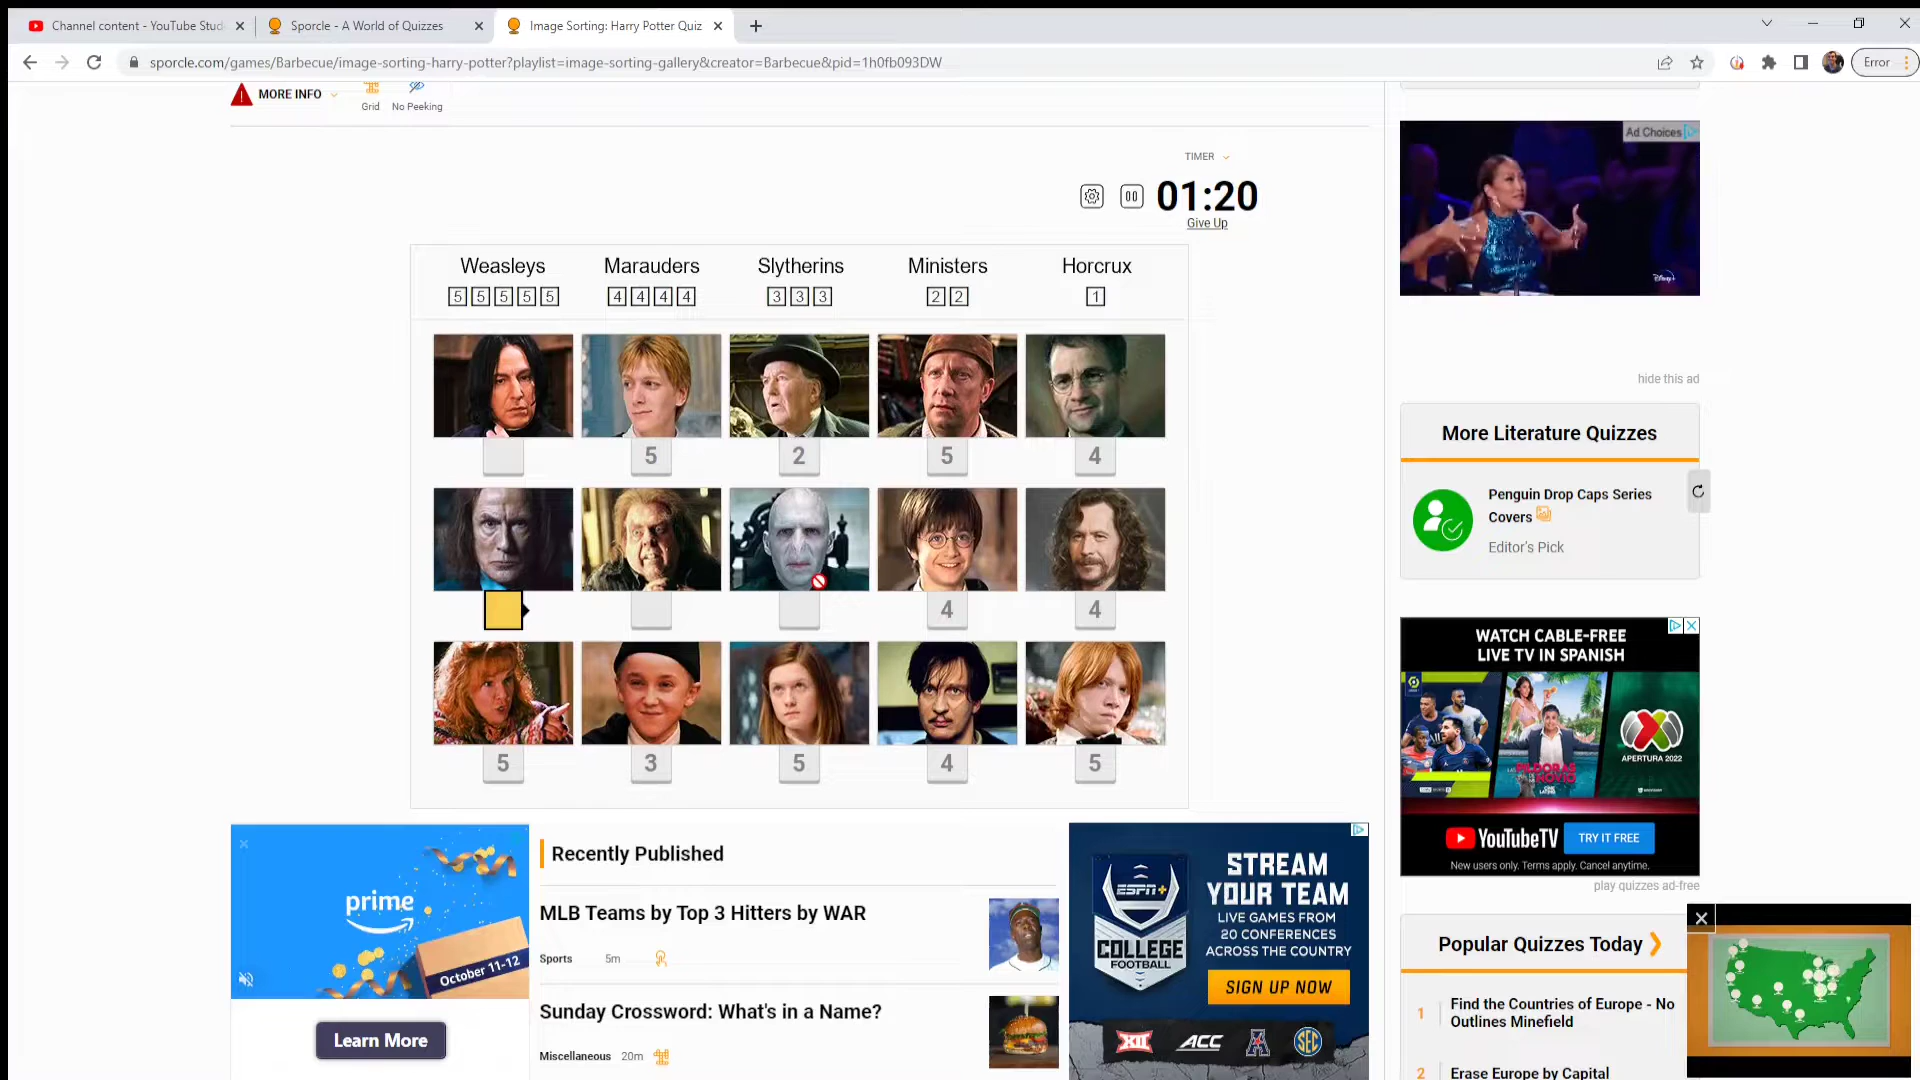 Channel content - YouTube Stud
Sporcle - A World of Quizzes
Image Sorting: Harry Potter Quiz
sporcle.com/games/Barbecue/image-sorting-harry-potter?playlist=image-sorting-gallery&creator=Barbecue&pid=1h0fb093DW
Error
MORE INFO
Grid
No Peeking
TIMER
01:20
Give Up
Weasleys
Marauders
Slytherins
Ministers
Horcrux
5 5 5 5 5
4 4 4 4
3 3 3
2 2
1
5
2
5
4
4
4
5
3
5
4
5
Ad Choices
Disney+
hide this ad
More Literature Quizzes
Penguin Drop Caps Series
Covers
Editor's Pick
WATCH CABLE-FREE
LIVE TV IN SPANISH
APERTURA 2022
YouTubeTV
TRY IT FREE
New users only. Terms apply. Cancel anytime.
play quizzes ad-free
Popular Quizzes Today
1
Find the Countries of Europe - No
Outlines Minefield
2
Erase Europe by Capital
prime
October 11-12
Learn More
Recently Published
MLB Teams by Top 3 Hitters by WAR
Sports
5m
Sunday Crossword: What's in a Name?
Miscellaneous
20m
ESPN+
COLLEGE
FOOTBALL
STREAM
YOUR TEAM
LIVE GAMES FROM
20 CONFERENCES
ACROSS THE COUNTRY
SIGN UP NOW
XII
ACC
A
SEC